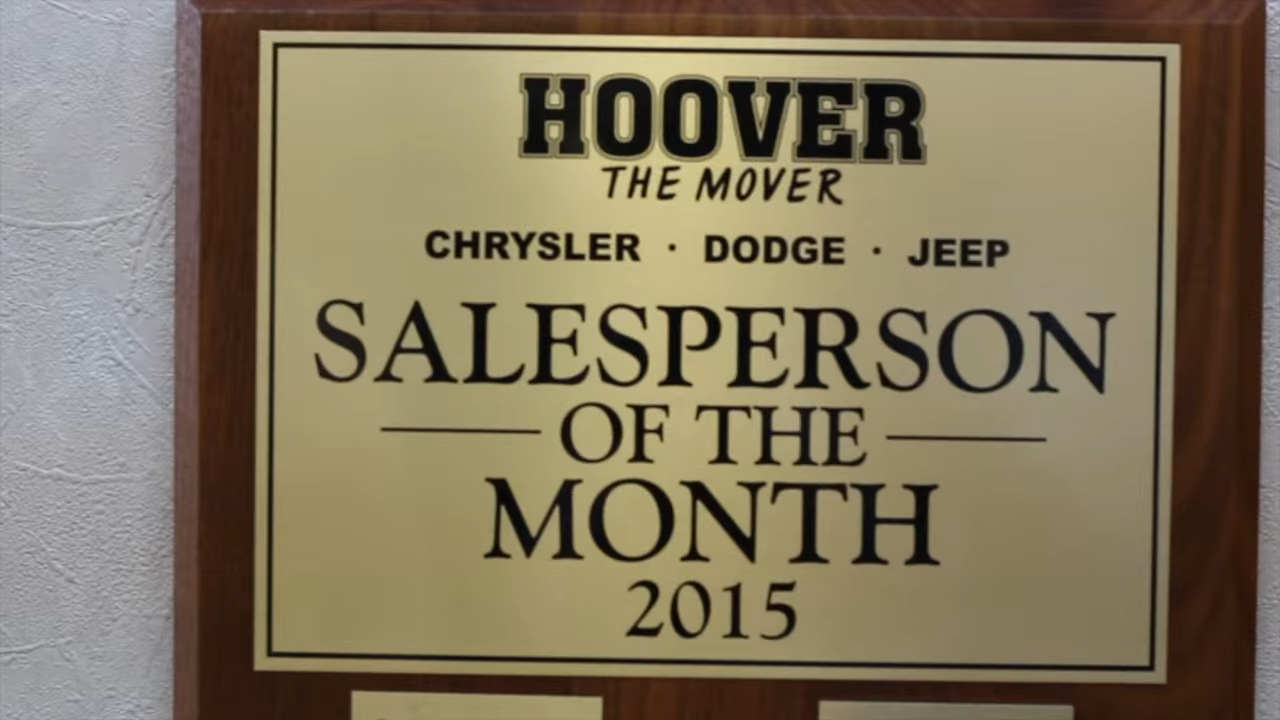 HOOVER
THE MOVER
CHRYSLER · DODGE · JEEP
SALESPERSON
OF THE
MONTH
2015